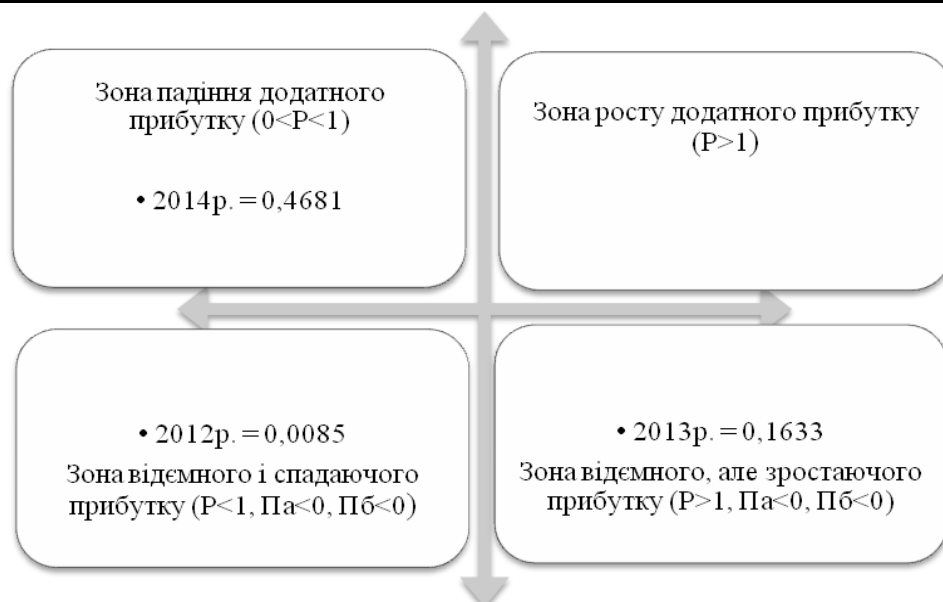 Зона падіння додатного
прибутку (0<P<1)
• 2014р. = 0,4681
Зона росту додатного прибутку
(P>1)
• 2012р. = 0,0085
Зона відємного і спадаючого
прибутку (P<1, Па<0, Пб<0)
• 2013р. = 0,1633
Зона відємного, але зростаючого
прибутку (P>1, Па<0, Пб<0)